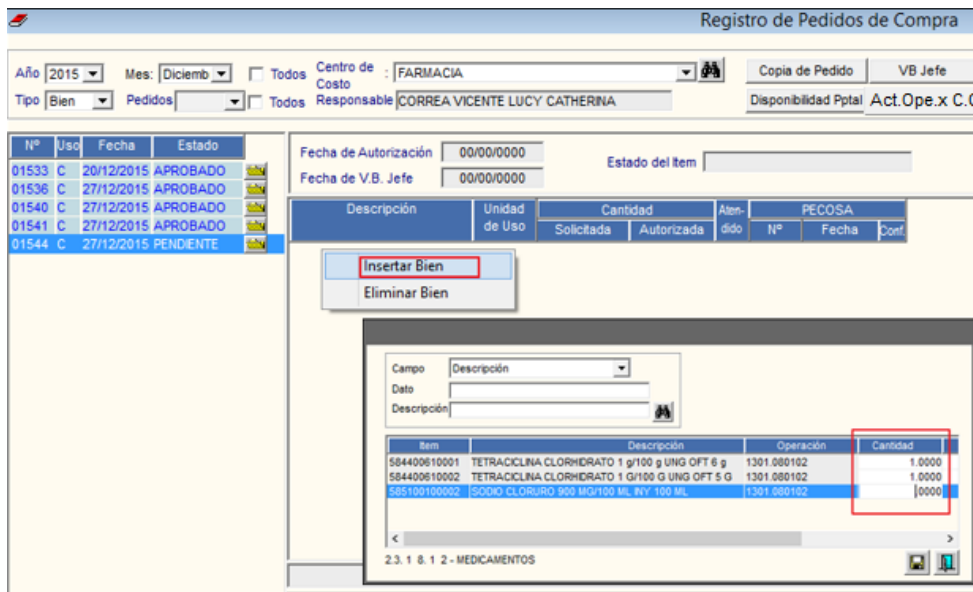 Registro de Pedidos de Compra
Año 2015 Mes: Diciemb Todos Centro de Costo : FARMACIA Copia de Pedido VB Jefe
Tipo Bien Pedidos Todos Responsable CORREA VICENTE LUCY CATHERINA Disponibilidad Pptal Act.Ope.x C.C
Nº Uso Fecha Estado
01533 C 20/12/2015 APROBADO
01536 C 27/12/2015 APROBADO
01540 C 27/12/2015 APROBADO
01541 C 27/12/2015 APROBADO
01544 C 27/12/2015 PENDIENTE
Fecha de Autorización 00/00/0000 Estado del Item
Fecha de V.B. Jefe 00/00/0000
Descripción Unidad de Uso Cantidad Solicitada Autorizada Aten- dido PECOSA Nº Fecha Conf.
Insertar Bien
Eliminar Bien
Campo Descripción
Dato
Descripción
Item Descripción Operación Cantidad
584400610001 TETRACICLINA CLORHIDRATO 1 g/100 g UNG OFT 6 g 1301.080102 1.0000
584400610002 TETRACICLINA CLORHIDRATO 1 G/100 G UNG OFT 5 G 1301.080102 1.0000
585100100002 SODIO CLORURO 900 MG/100 ML INY 100 ML 1301.080102 .0000
2.3. 1 8. 1 2 - MEDICAMENTOS